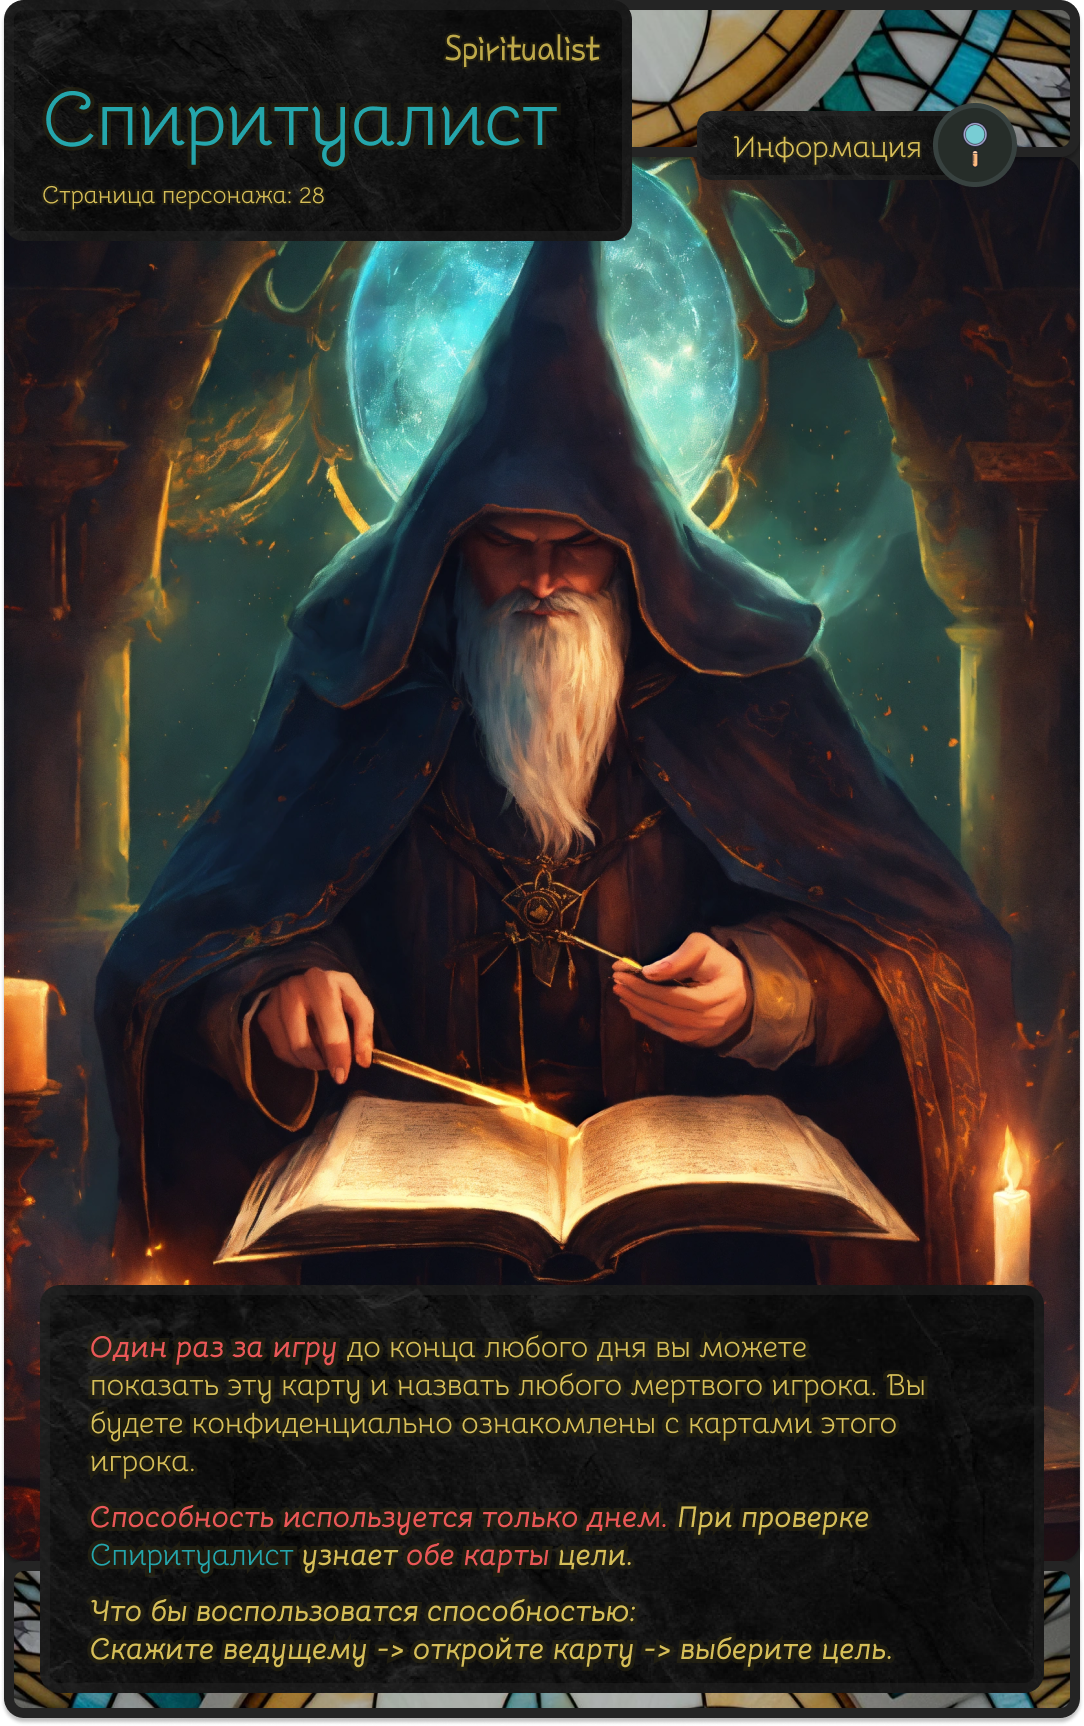 Spiritualist
Спиритуалист
Страница персонажа: 28
Информация
Один раз за игру до конца любого дня вы можете
показать эту карту и назвать любого мертвого игрока. Вы
будете конфиденциально ознакомлены с картами этого
игрока.
Способность используется только днем. При проверке
Спиритуалист узнает обе карты цели.
Что бы воспользоватся способностью:
Скажите ведущему -> откройте карту -> выберите цель.